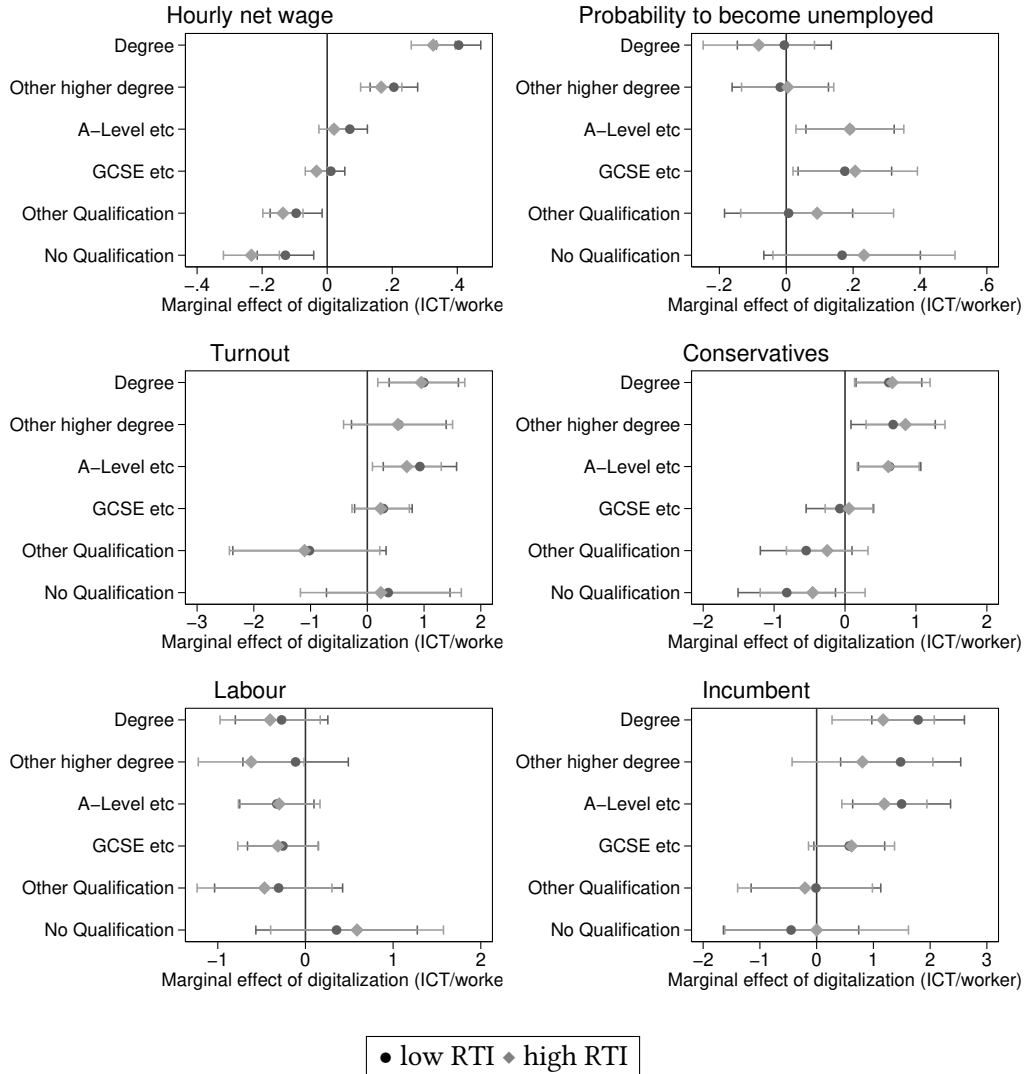 Hourly net wage
Degree
Other higher degree
A−Level etc
GCSE etc
Other Qualification
No Qualification
−.4 −.2 0 .2 .4
Marginal effect of digitalization (ICT/worke
Probability to become unemployed
Degree
Other higher degree
A−Level etc
GCSE etc
Other Qualification
No Qualification
−.2 0 .2 .4 .6
Marginal effect of digitalization (ICT/worker)
Turnout
Degree
Other higher degree
A−Level etc
GCSE etc
Other Qualification
No Qualification
−3 −2 −1 0 1 2
Marginal effect of digitalization (ICT/worke
Conservatives
Degree
Other higher degree
A−Level etc
GCSE etc
Other Qualification
No Qualification
−2 −1 0 1 2
Marginal effect of digitalization (ICT/worker)
Labour
Degree
Other higher degree
A−Level etc
GCSE etc
Other Qualification
No Qualification
−1 0 1 2
Marginal effect of digitalization (ICT/worke
Incumbent
Degree
Other higher degree
A−Level etc
GCSE etc
Other Qualification
No Qualification
−2 −1 0 1 2 3
Marginal effect of digitalization (ICT/worker)
low RTI high RTI